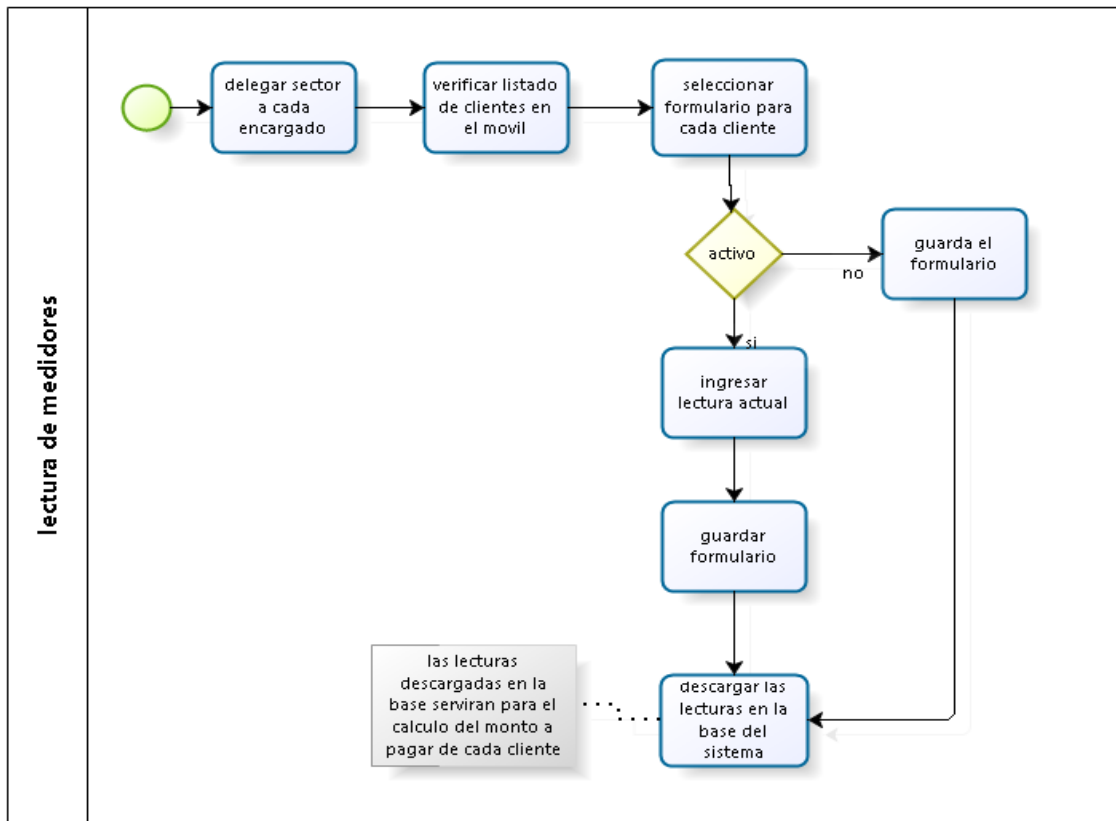 lectura de medidores
delegar sector
a cada
encargado
verificar listado
de clientes en
el movil
seleccionar
formulario para
cada cliente
activo
no
guarda el
formulario
si
ingresar
lectura actual
guardar
formulario
las lecturas
descargadas en la
base serviran para el
calculo del monto a
pagar de cada cliente
descargar las
lecturas en la
base del
sistema